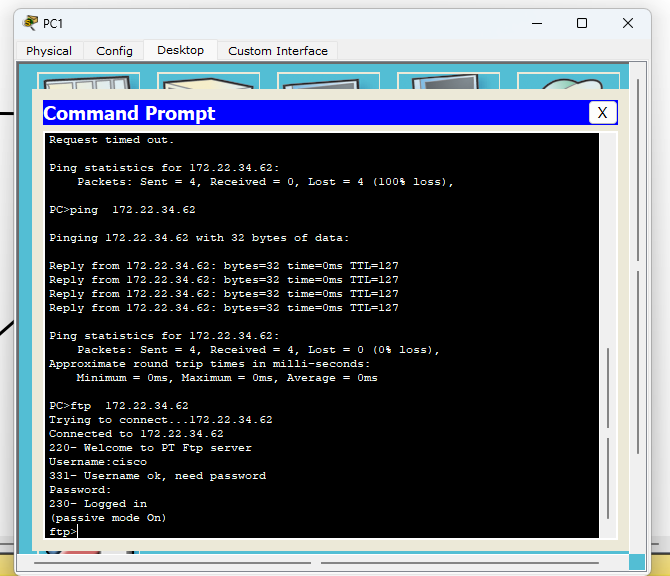 PC1
Physical Config Desktop Custom Interface
Command Prompt X
Request timed out.
Ping statistics for 172.22.34.62:
Packets: Sent = 4, Received = 0, Lost = 4 (100% loss),
PC>ping  172.22.34.62
Pinging 172.22.34.62 with 32 bytes of data:
Reply from 172.22.34.62: bytes=32 time=0ms TTL=127
Reply from 172.22.34.62: bytes=32 time=0ms TTL=127
Reply from 172.22.34.62: bytes=32 time=0ms TTL=127
Reply from 172.22.34.62: bytes=32 time=0ms TTL=127
Ping statistics for 172.22.34.62:
Packets: Sent = 4, Received = 4, Lost = 0 (0% loss),
Approximate round trip times in milli-seconds:
Minimum = 0ms, Maximum = 0ms, Average = 0ms
PC>ftp  172.22.34.62
Trying to connect...172.22.34.62
Connected to 172.22.34.62
220- Welcome to PT Ftp server
Username:cisco
331- Username ok, need password
Password:
230- Logged in
(passive mode On)
ftp>